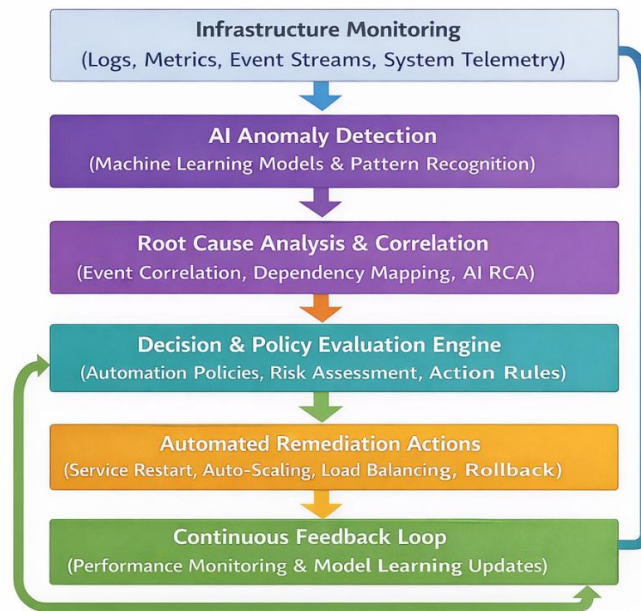 Infrastructure Monitoring
(Logs, Metrics, Event Streams, System Telemetry)
AI Anomaly Detection
(Machine Learning Models & Pattern Recognition)
Root Cause Analysis & Correlation
(Event Correlation, Dependency Mapping, AI RCA)
Decision & Policy Evaluation Engine
(Automation Policies, Risk Assessment, Action Rules)
Automated Remediation Actions
(Service Restart, Auto-Scaling, Load Balancing, Rollback)
Continuous Feedback Loop
(Performance Monitoring & Model Learning Updates)